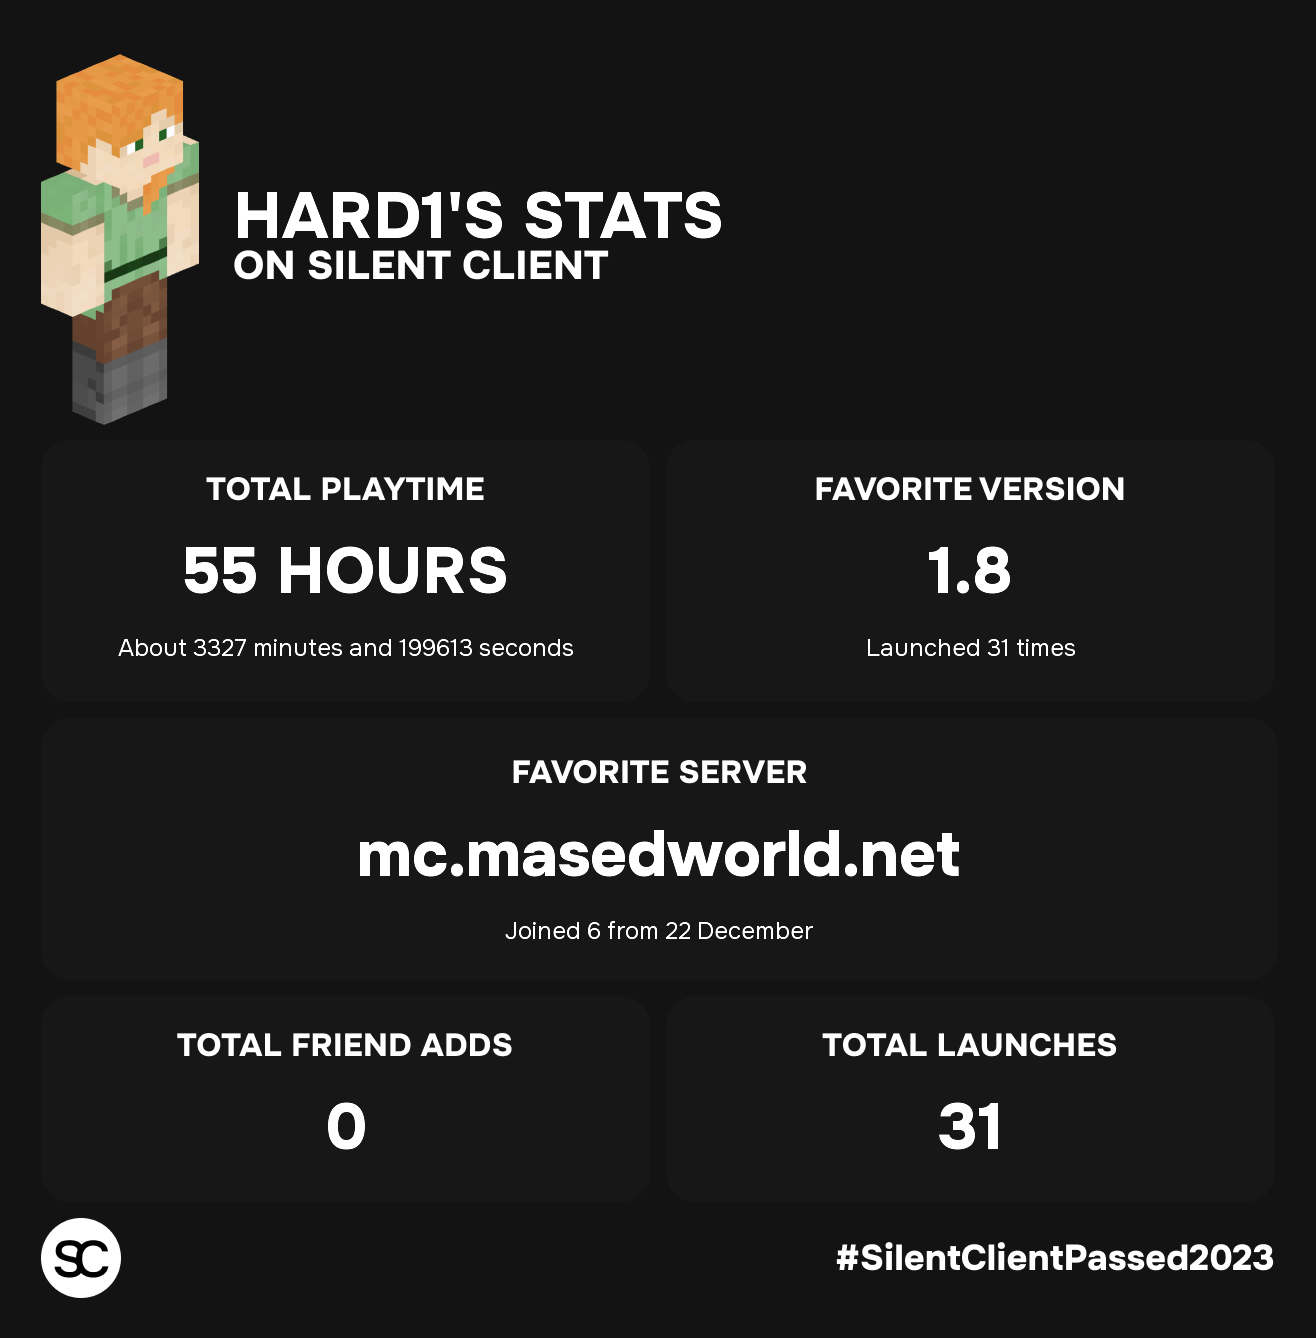 HARD1'S STATS
ON SILENT CLIENT
TOTAL PLAYTIME
55 HOURS
About 3327 minutes and 199613 seconds
FAVORITE VERSION
1.8
Launched 31 times
FAVORITE SERVER
mc.masedworld.net
Joined 6 from 22 December
TOTAL FRIEND ADDS
0
TOTAL LAUNCHES
31
SC
#SilentClientPassed2023